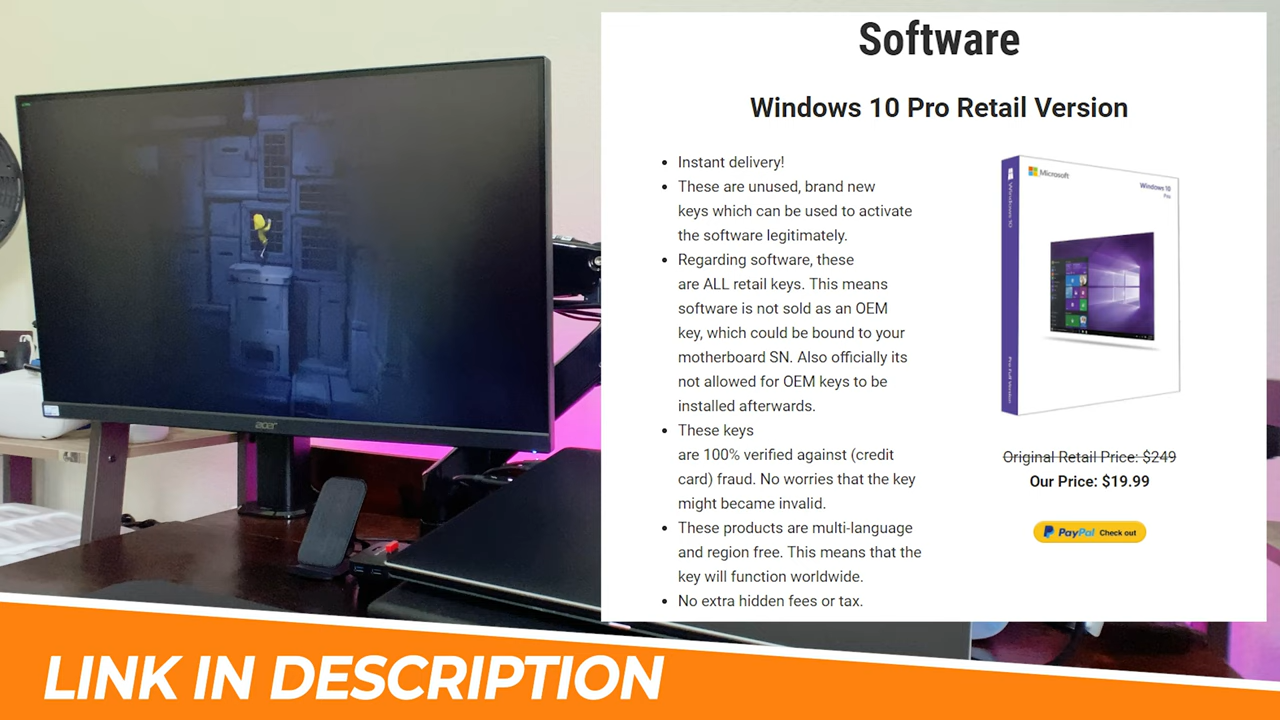 Software
Windows 10 Pro Retail Version
Instant delivery!
These are unused, brand new
keys which can be used to activate
the software legitimately.
Regarding software, these
are ALL retail keys. This means
software is not sold as an OEM
key, which could be bound to your
motherboard SN. Also officially its
not allowed for OEM keys to be
installed afterwards.
These keys
are 100% verified against (credit
card) fraud. No worries that the key
might became invalid.
These products are multi-language
and region free. This means that the
key will function worldwide.
No extra hidden fees or tax.
Microsoft
Windows 10
Pro
Windows 10
Original Retail Price: $249
Our Price: $19.99
PayPal Check out
acer
LINK IN DESCRIPTION